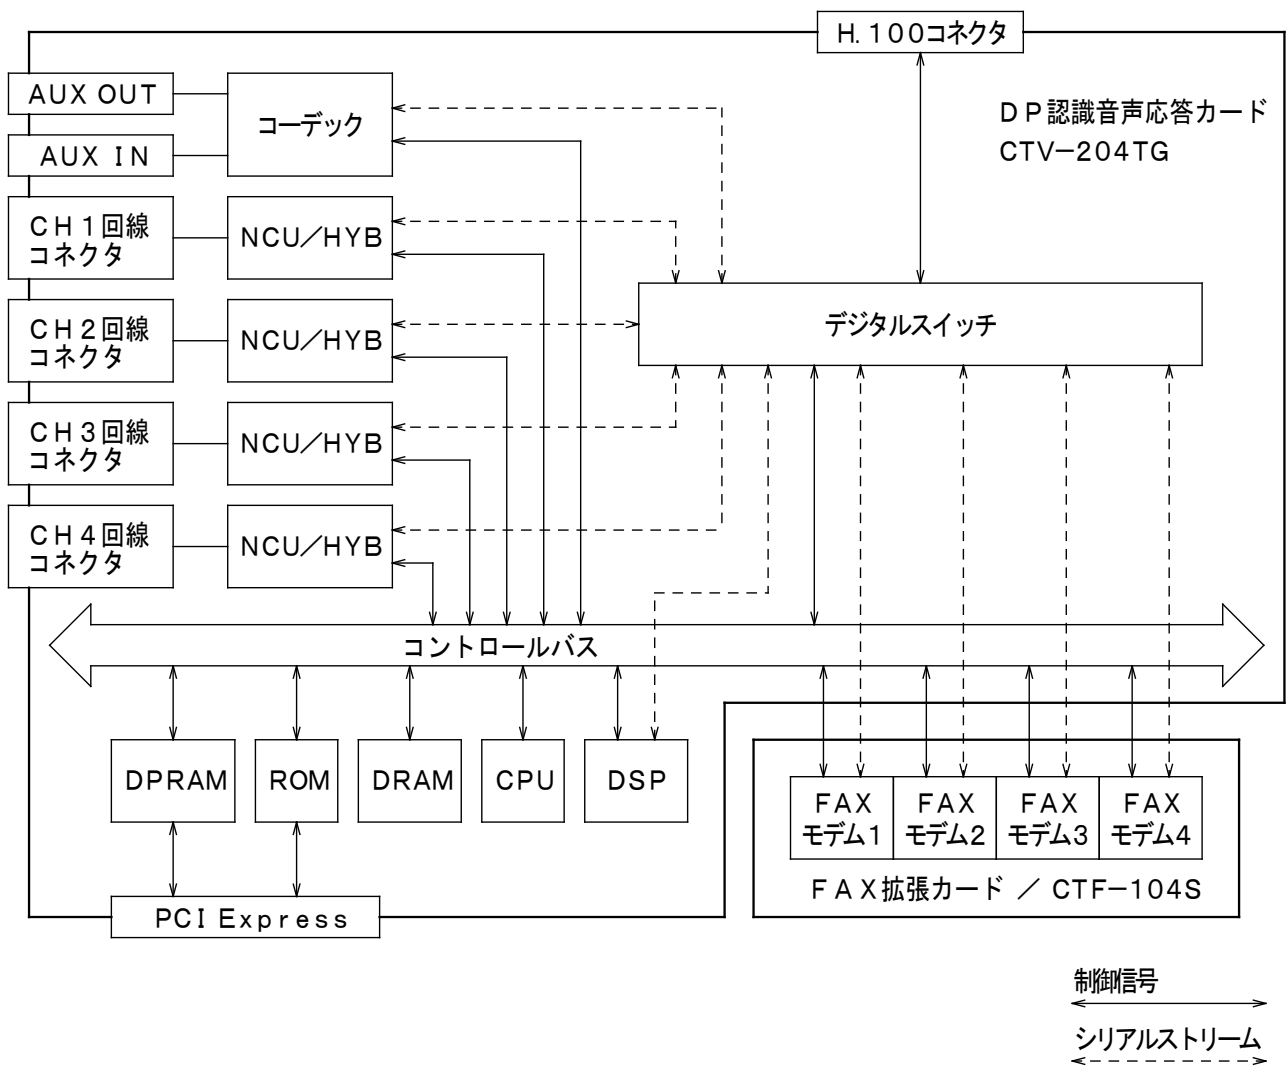 H.100コネクタ
AUX OUT
コーデック
AUX IN
DP認識音声応答カード
CTV-204TG
CH1回線
コネクタ
NCU/HYB
CH2回線
コネクタ
NCU/HYB
デジタルスイッチ
CH3回線
コネクタ
NCU/HYB
CH4回線
コネクタ
NCU/HYB
コントロールバス
DPRAM
ROM
DRAM
CPU
DSP
FAX
モデム1
FAX
モデム2
FAX
モデム3
FAX
モデム4
FAX拡張カード / CTF-104S
PCI Express
制御信号
シリアルストリーム